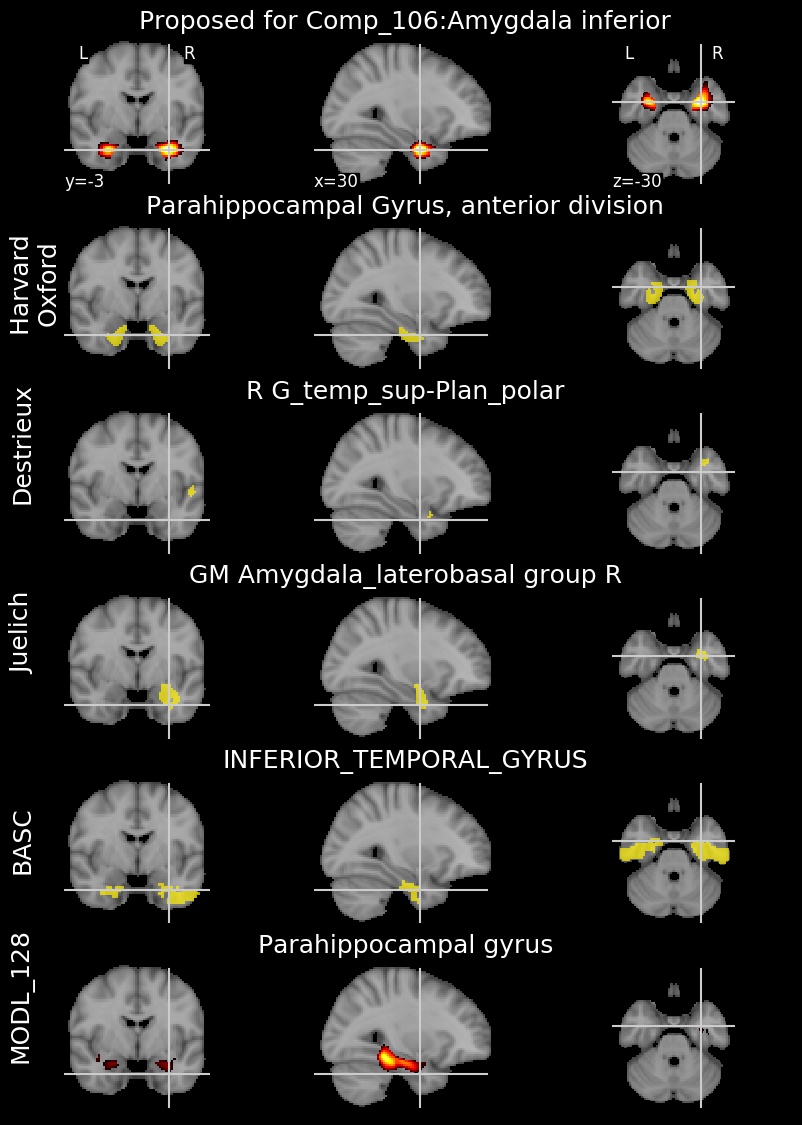 Proposed for Comp_106:Amygdala inferior
L
R
L
R
y=-3
x=30
z=-30
Parahippocampal Gyrus, anterior division
Harvard
Oxford
R G_temp_sup-Plan_polar
Destrieux
GM Amygdala_laterobasal group R
Juelich
INFERIOR_TEMPORAL_GYRUS
BASC
Parahippocampal gyrus
MODL_128